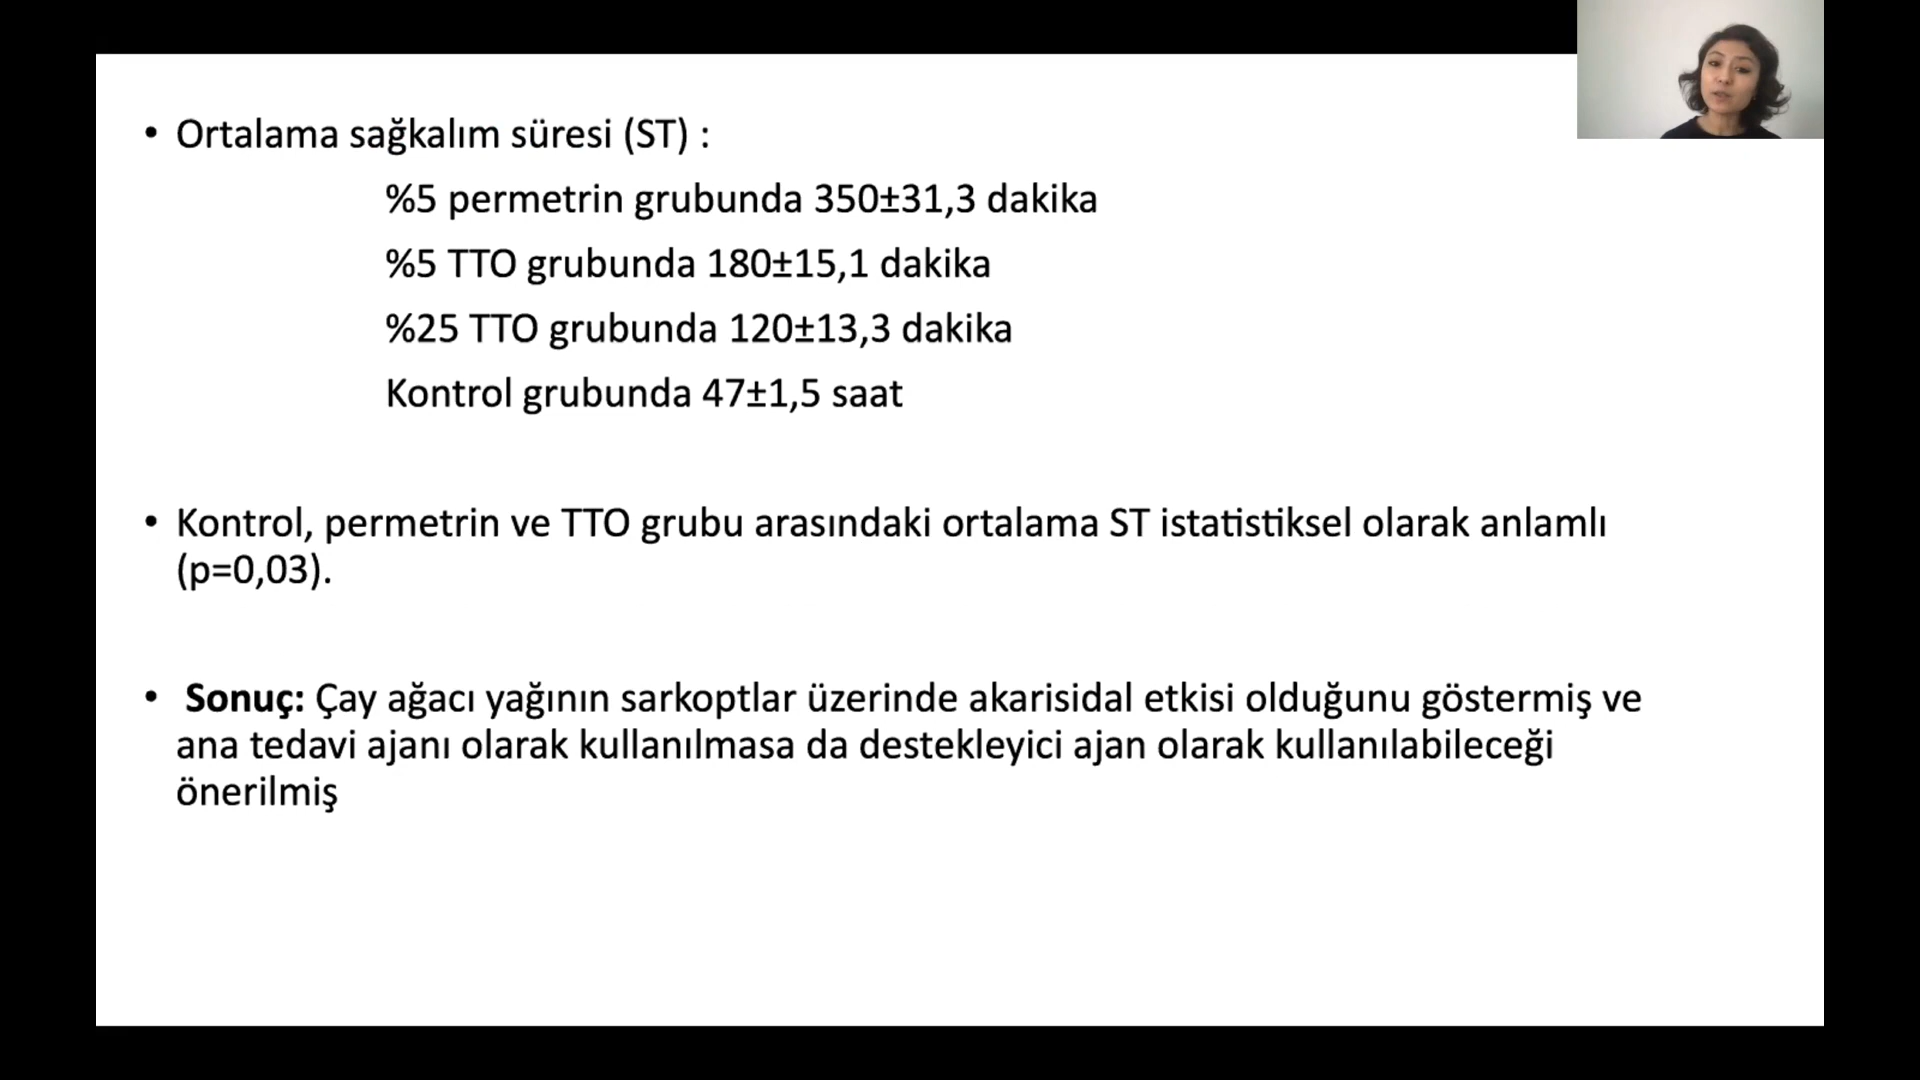 • Ortalama sağkalım süresi (ST) :
%5 permetrin grubunda 350±31,3 dakika
%5 TTO grubunda 180±15,1 dakika
%25 TTO grubunda 120±13,3 dakika
Kontrol grubunda 47±1,5 saat
• Kontrol, permetrin ve TTO grubu arasındaki ortalama ST istatistiksel olarak anlamlı
(p=0,03).
• Sonuç: Çay ağacı yağının sarkoptlar üzerinde akarisidal etkisi olduğunu göstermiş ve
ana tedavi ajanı olarak kullanılmasa da destekleyici ajan olarak kullanılabileceği
önerilmiş